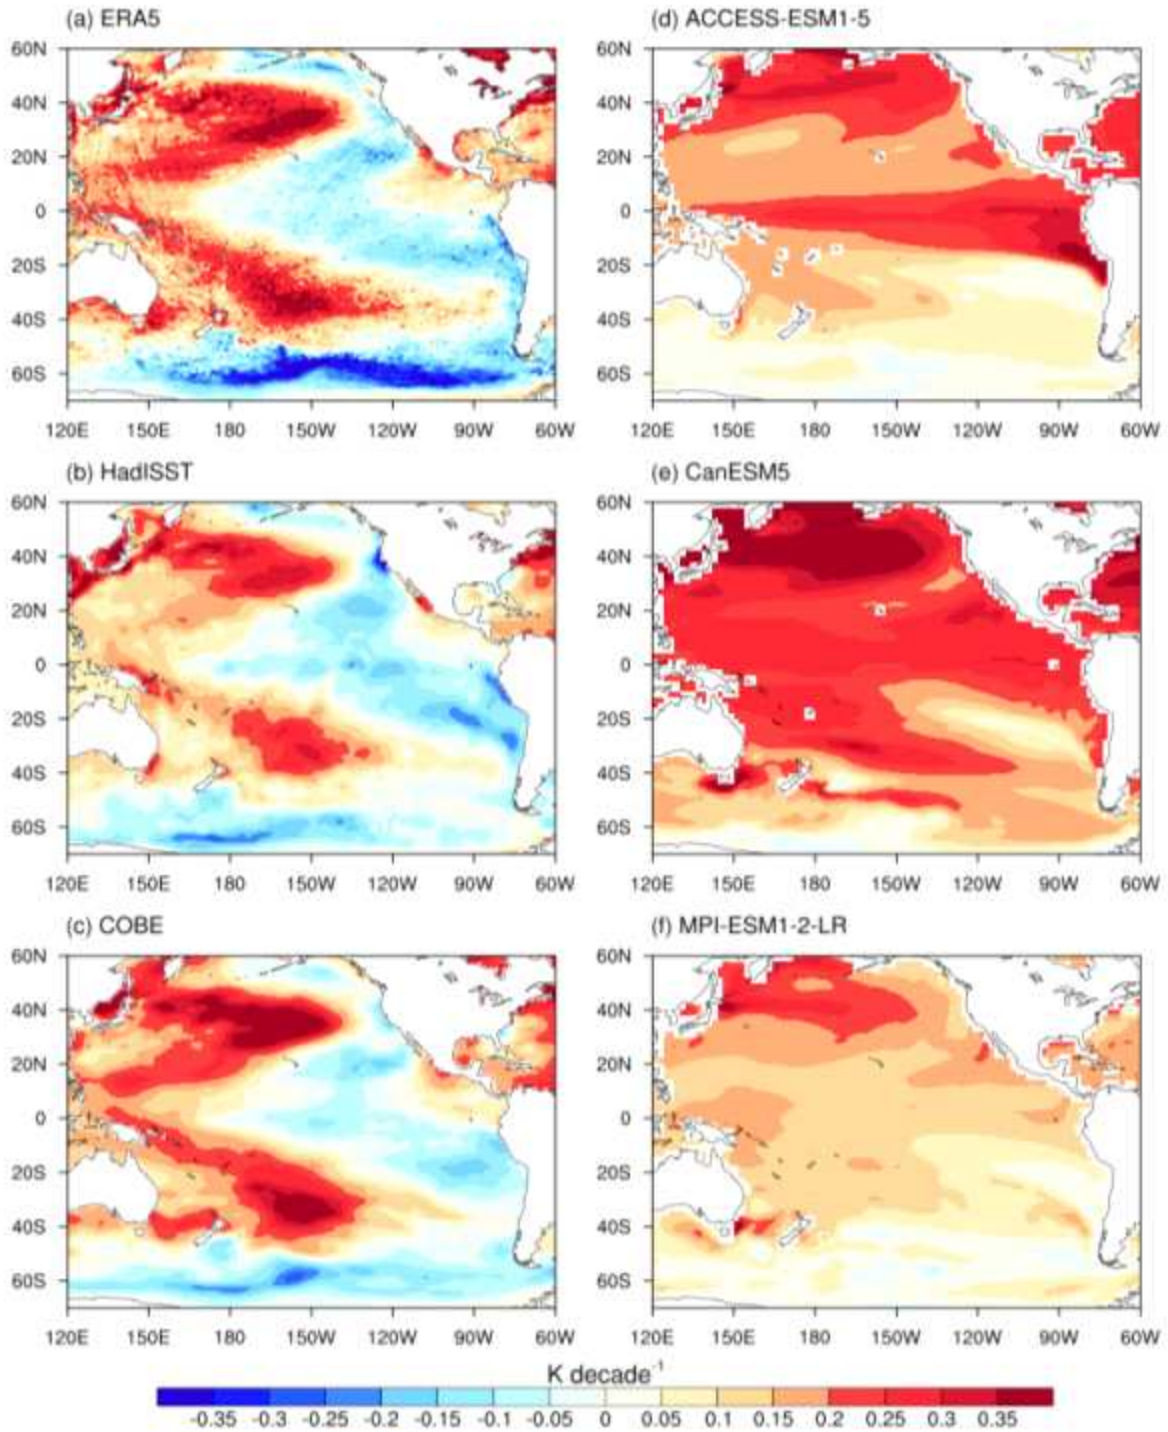 (a) ERA5
60N
40N
20N
0
20S
40S
60S
120E 150E 180 150W 120W 90W 60W
(d) ACCESS-ESM1-5
60N
40N
20N
0
20S
40S
60S
120E 150E 180 150W 120W 90W 60W
(b) HadISST
60N
40N
20N
0
20S
40S
60S
120E 150E 180 150W 120W 90W 60W
(e) CanESM5
60N
40N
20N
0
20S
40S
60S
120E 150E 180 150W 120W 90W 60W
(c) COBE
60N
40N
20N
0
20S
40S
60S
120E 150E 180 150W 120W 90W 60W
(f) MPI-ESM1-2-LR
60N
40N
20N
0
20S
40S
60S
120E 150E 180 150W 120W 90W 60W
K decade⁻¹
-0.35 -0.3 -0.25 -0.2 -0.15 -0.1 -0.05 0 0.05 0.1 0.15 0.2 0.25 0.3 0.35